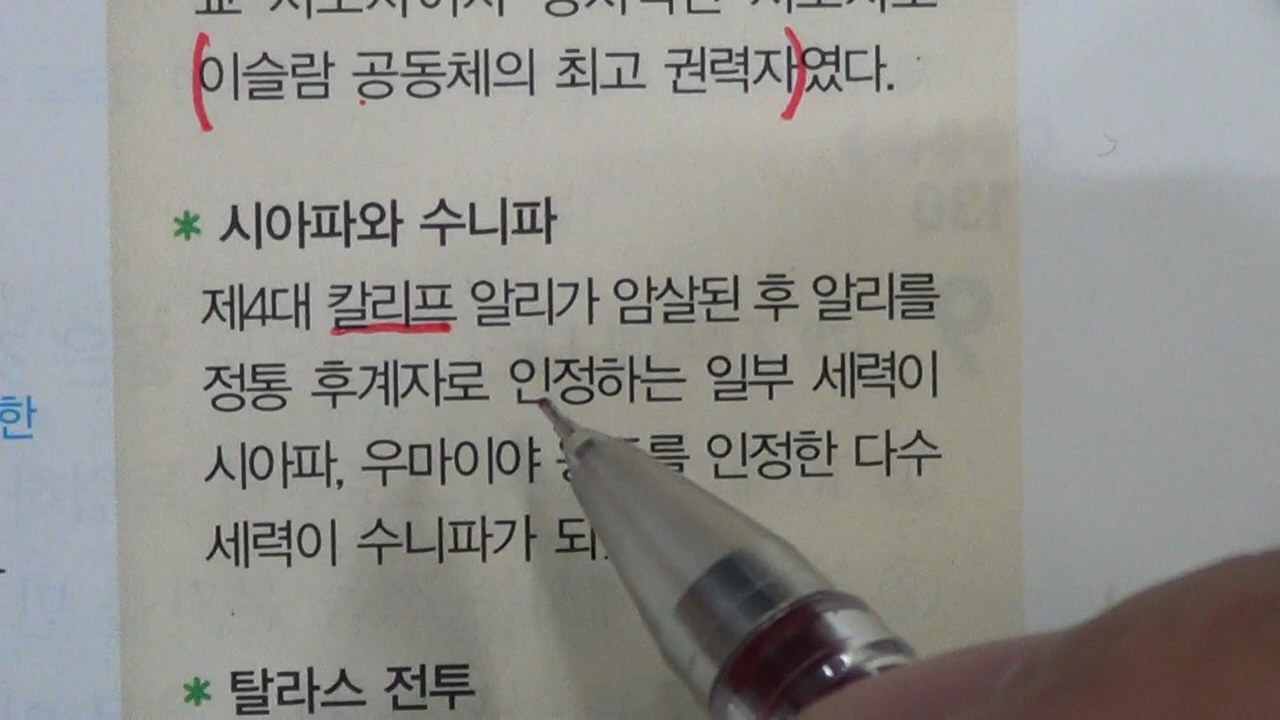 이슬람 공동체의 최고 권력자였다.
* 시아파와 수니파
제4대 칼리프 알리가 암살된 후 알리를
정통 후계자로 인정하는 일부 세력이
시아파, 우마이야 인정한 다수
세력이 수니파가
* 탈라스 전투
한